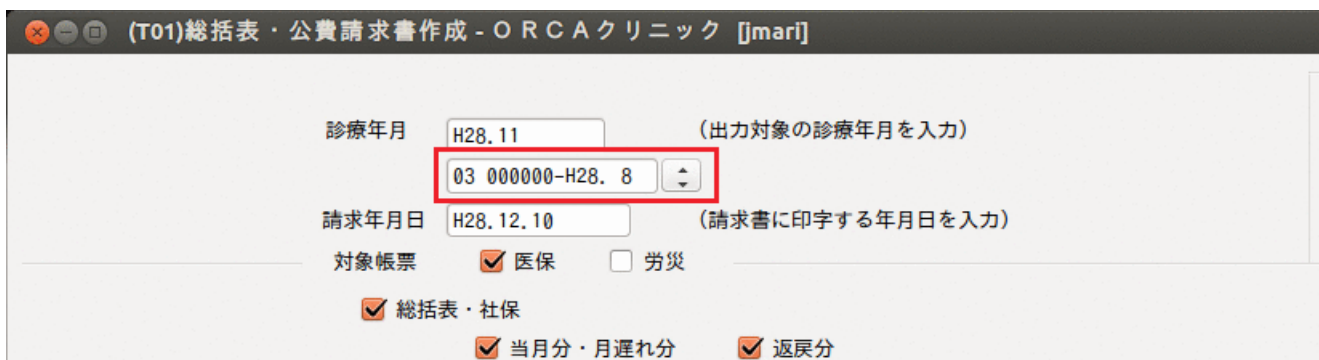 (T01)総括表・公費請求書作成-ＯＲＣＡクリニック [jmari]
診療年月 H28.11 (出力対象の診療年月を入力)
03 000000-H28. 8
請求年月日 H28.12.10 (請求書に印字する年月日を入力)
対象帳票 医保 労災
総括表・社保
当月分・月遅れ分 返戻分